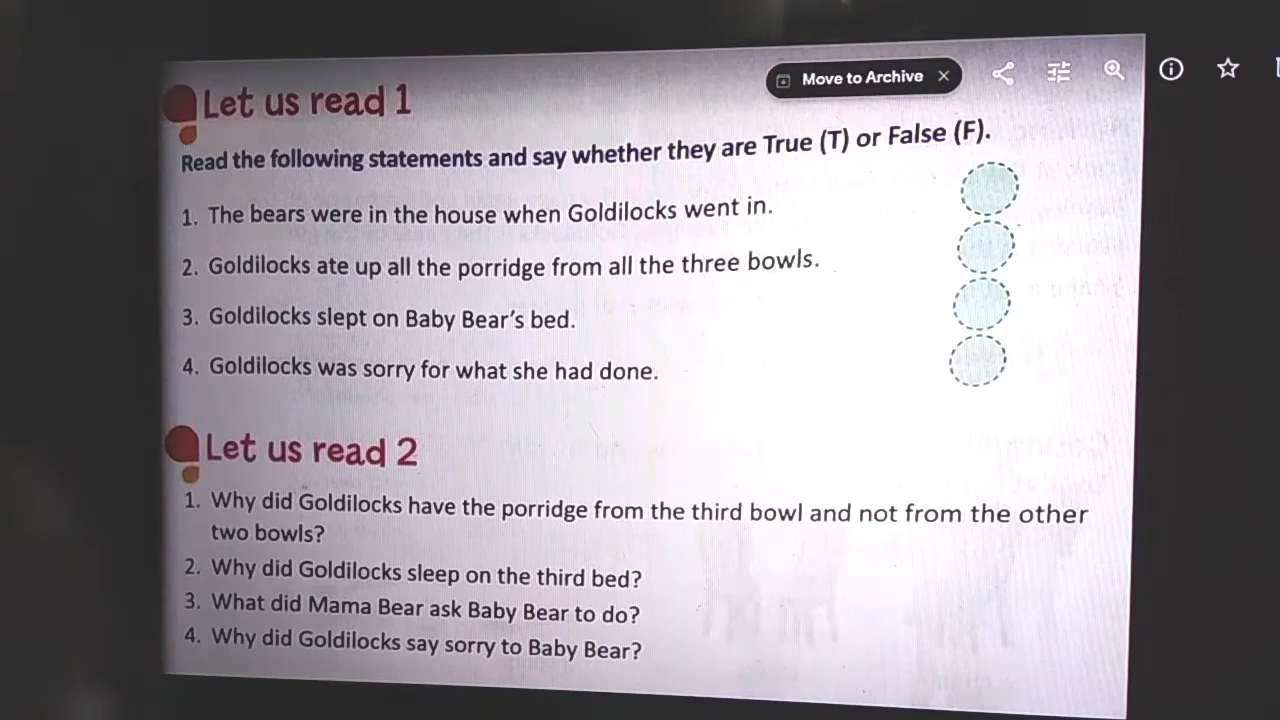 Move to Archive
Let us read 1
Read the following statements and say whether they are True (T) or False (F).
1. The bears were in the house when Goldilocks went in.
2. Goldilocks ate up all the porridge from all the three bowls.
3. Goldilocks slept on Baby Bear's bed.
4. Goldilocks was sorry for what she had done.
Let us read 2
1. Why did Goldilocks have the porridge from the third bowl and not from the other
two bowls?
2. Why did Goldilocks sleep on the third bed?
3. What did Mama Bear ask Baby Bear to do?
4. Why did Goldilocks say sorry to Baby Bear?